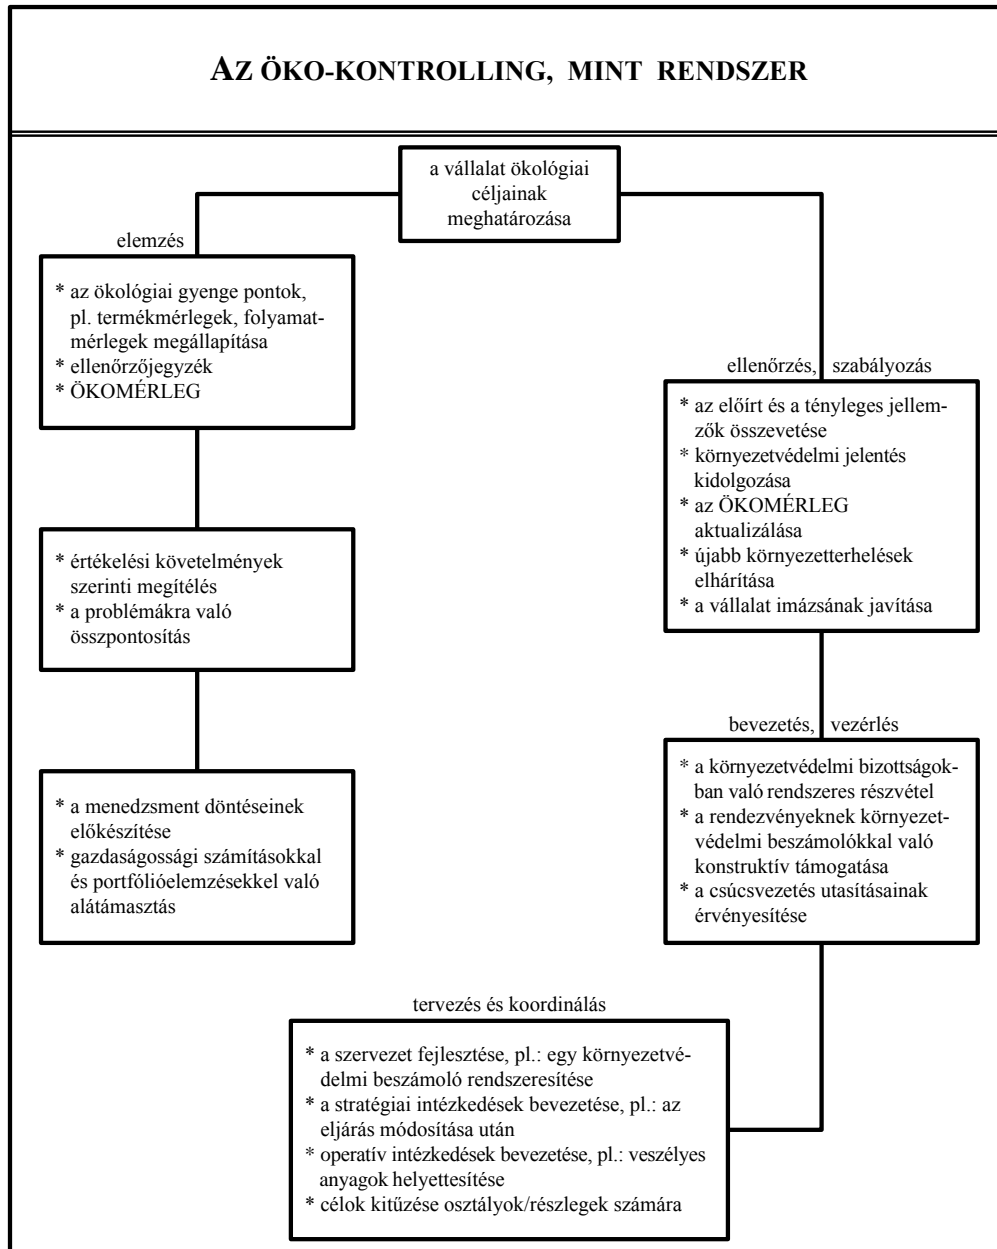 AZ ÖKO-KONTROLLING, MINT RENDSZER
a vállalat ökológiai
céljainak
meghatározása
elemzés
* az ökológiai gyenge pontok,
pl. termékmérlegek, folyamat-
mérlegek megállapítása
* ellenőrzőjegyzék
* ÖKOMÉRLEG
* értékelési követelmények
szerinti megítélés
* a problémákra való
összpontosítás
* a menedzsment döntéseinek
előkészítése
* gazdaságossági számításokkal
és portfólióelemzésekkel való
alátámasztás
ellenőrzés, szabályozás
* az előírt és a tényleges jellem-
zők összevetése
* környezetvédelmi jelentés
kidolgozása
* az ÖKOMÉRLEG
aktualizálása
* újabb környezetterhelések
elhárítása
* a vállalat imázsának javítása
bevezetés, vezérlés
* a környezetvédelmi bizottságok-
ban való rendszeres részvétel
* a rendezvényeknek környezet-
védelmi beszámolókkal való
konstruktív támogatása
* a csúcsvezetés utasításainak
érvényesítése
tervezés és koordinálás
* a szervezet fejlesztése, pl.: egy környezetvé-
delmi beszámoló rendszeresítése
* a stratégiai intézkedések bevezetése, pl.: az
eljárás módosítása után
* operatív intézkedések bevezetése, pl.: veszélyes
anyagok helyettesítése
* célok kitűzése osztályok/részlegek számára